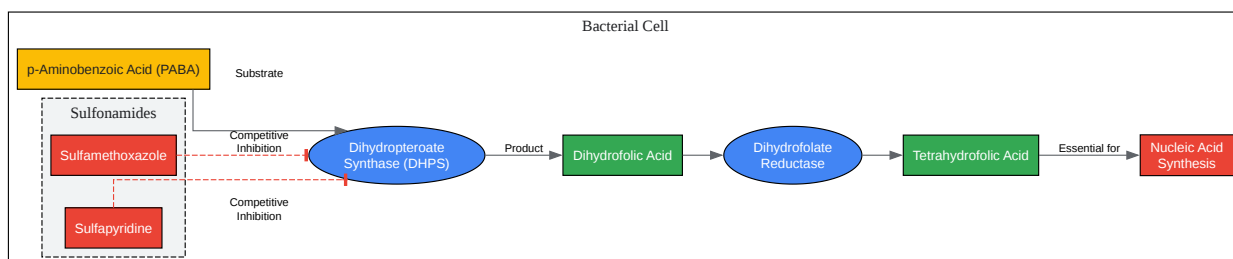 Bacterial Cell
p-Aminobenzoic Acid (PABA)
Substrate
Sulfonamides
Sulfamethoxazole
Competitive
Inhibition
Dihydropteroate
Synthase (DHPS)
Product
Dihydrofolic Acid
Dihydrofolate
Reductase
Tetrahydrofolic Acid
Essential for
Nucleic Acid
Synthesis
Sulfapyridine
Competitive
Inhibition